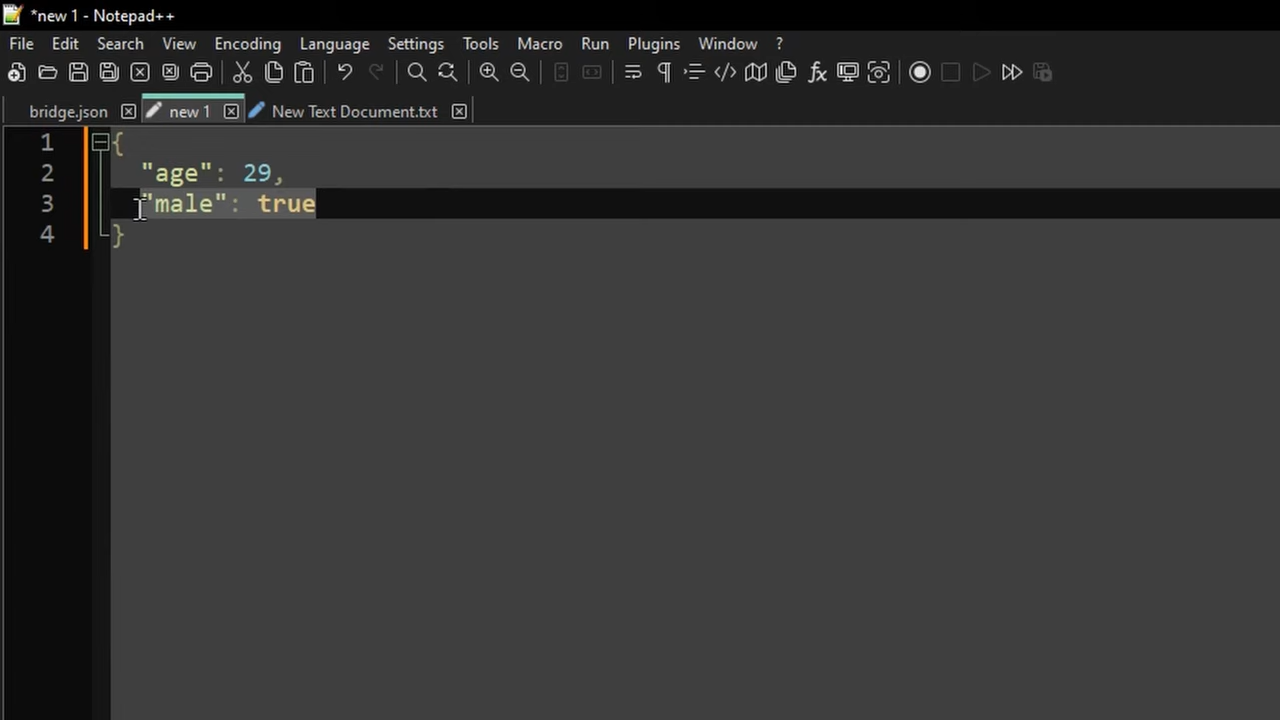 *new 1 - Notepad++
File Edit Search View Encoding Language Settings Tools Macro Run Plugins Window ?
bridge.json new 1 New Text Document.txt
1 {
2 "age": 29,
3 "male": true
4 }